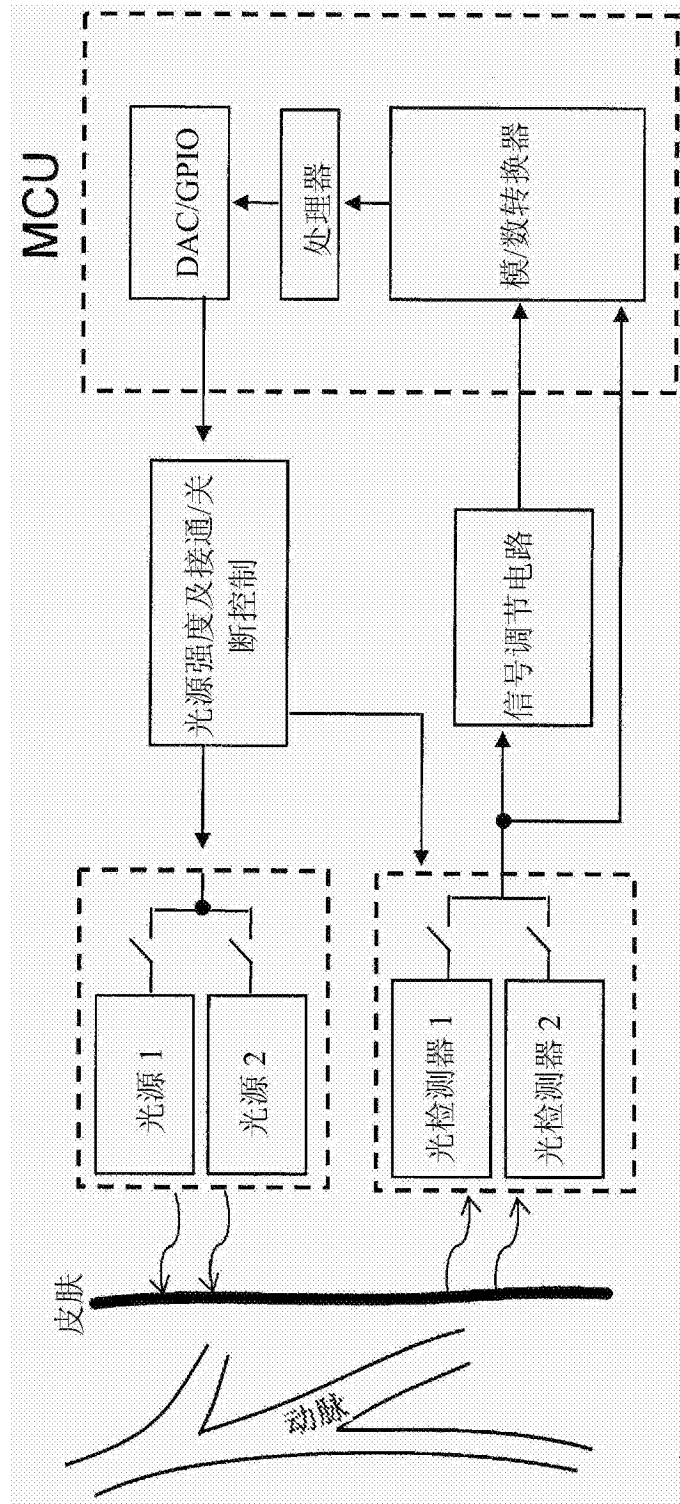 MCU
DAC/GPIO
处理器
模/数转换器
光源强度及接通/关
断控制
信号调节电路
光源 1
光源 2
光检测器 1
光检测器 2
皮肤
动脉